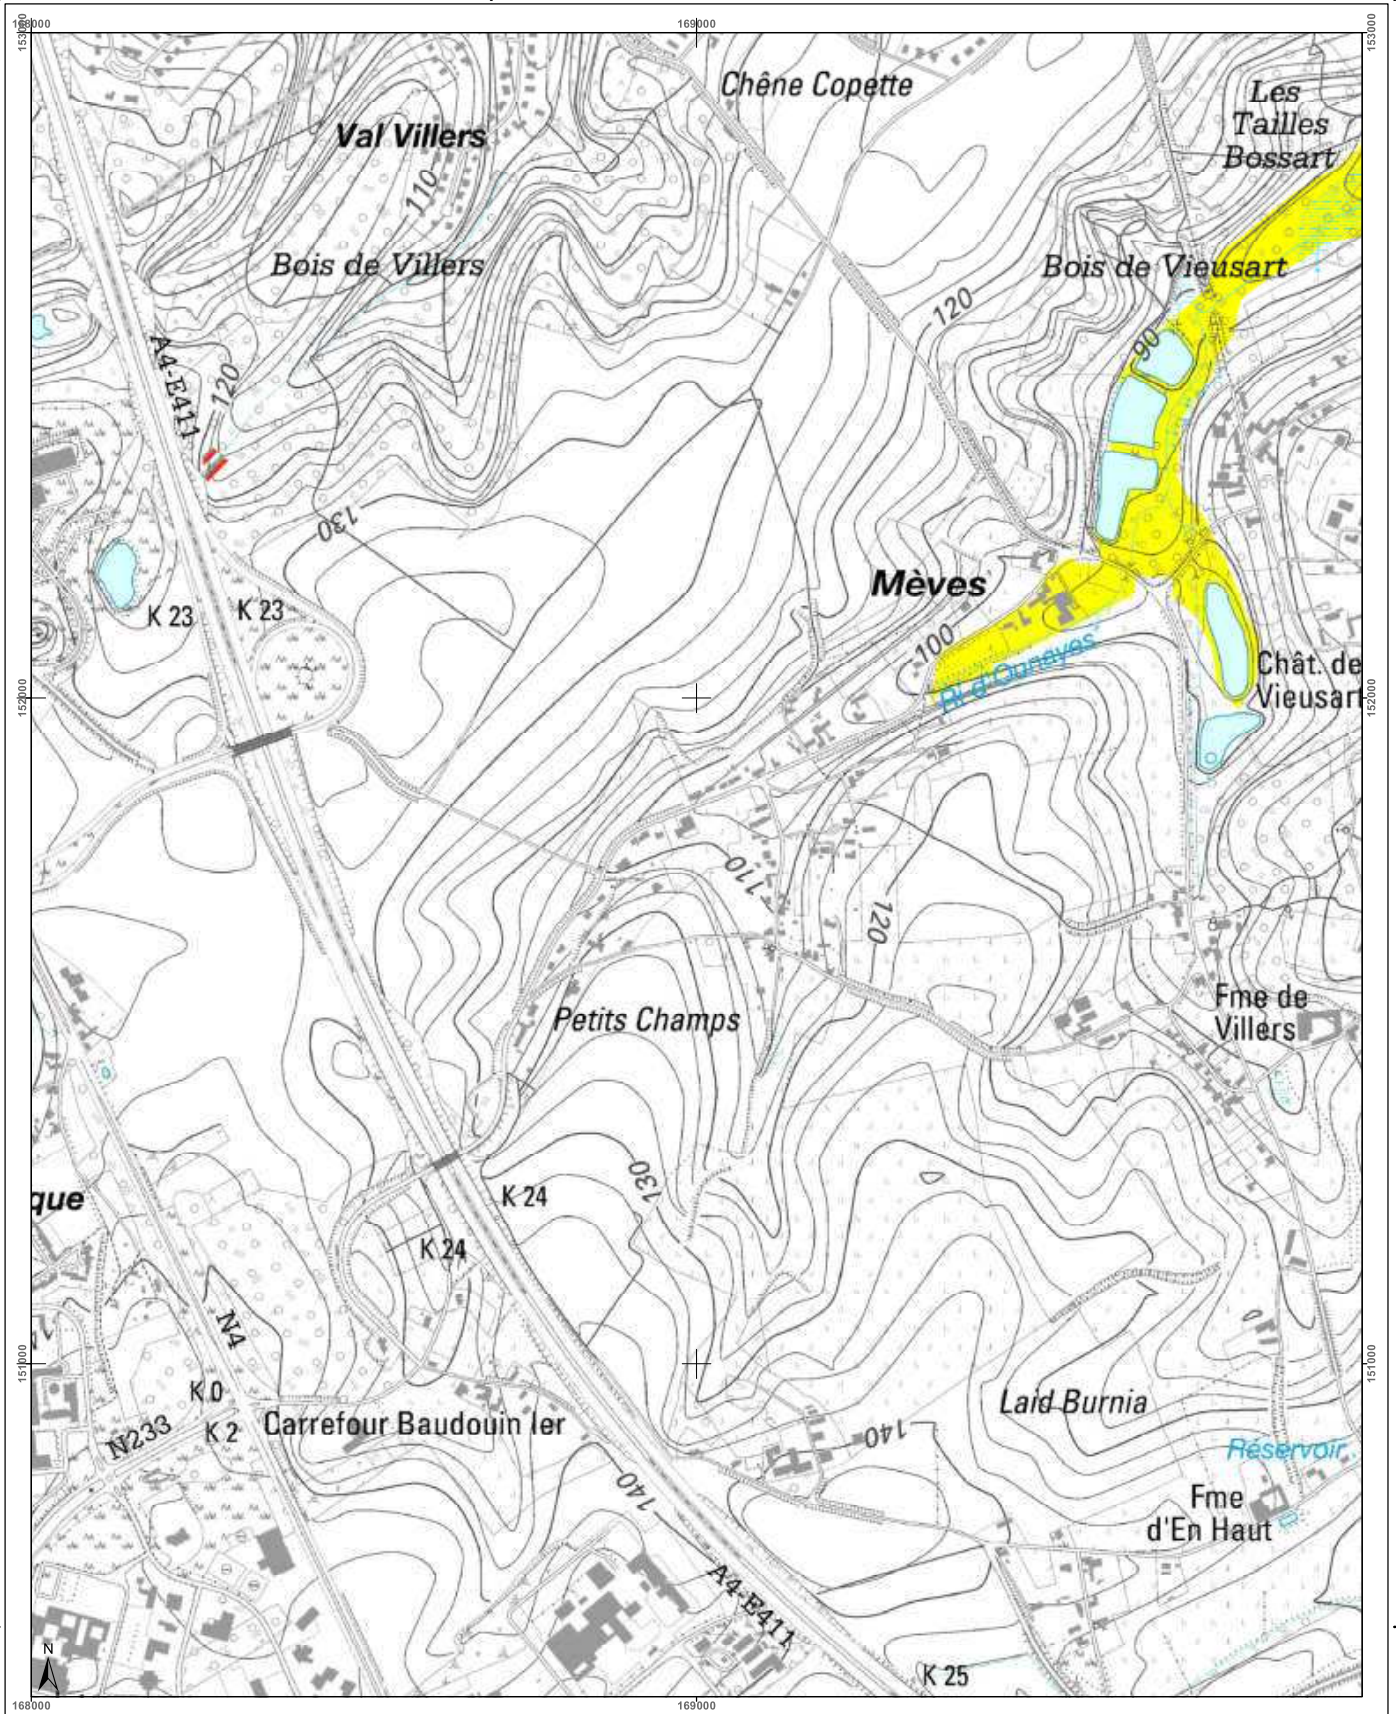 168000
169000
153000
153000
Chêne Copette
Les
Tailles
Bossart
Val Villers
110
Bois de Villers
Bois de Vieusart
120
90
A4-E411
120
130
Mèves
K 23
K 23
100
Chât. de
Vieusart
152000
152000
110
120
Petits Champs
Fme de
Villers
130
que
K 24
K 24
N4
151000
151000
K 0
K 2
N233
Carrefour Baudouin Ier
Laid Burnia
140
Réservoir
140
Fme
d'En Haut
A4-E411
N
K 25
168000
169000